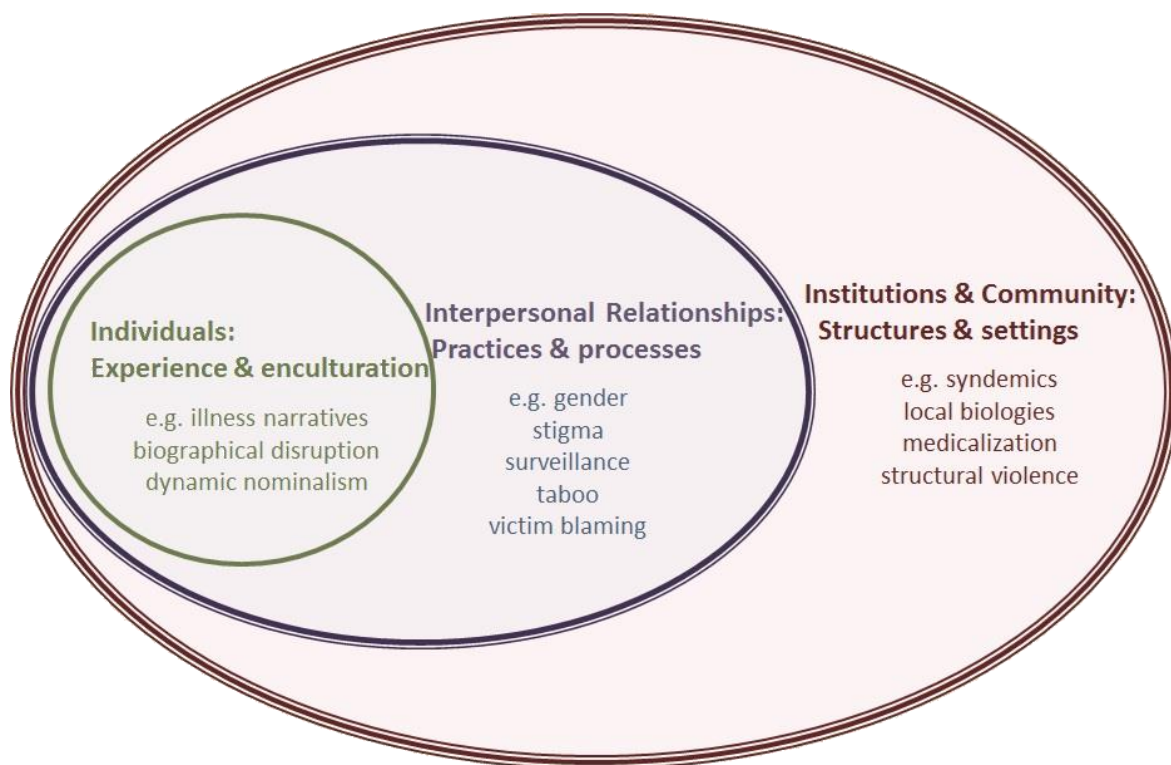 Individuals:
Experience & enculturation
e.g. illness narratives
biographical disruption
dynamic nominalism
Interpersonal Relationships:
Practices & processes
e.g. gender
stigma
surveillance
taboo
victim blaming
Institutions & Community:
Structures & settings
e.g. syndemics
local biologies
medicalization
structural violence